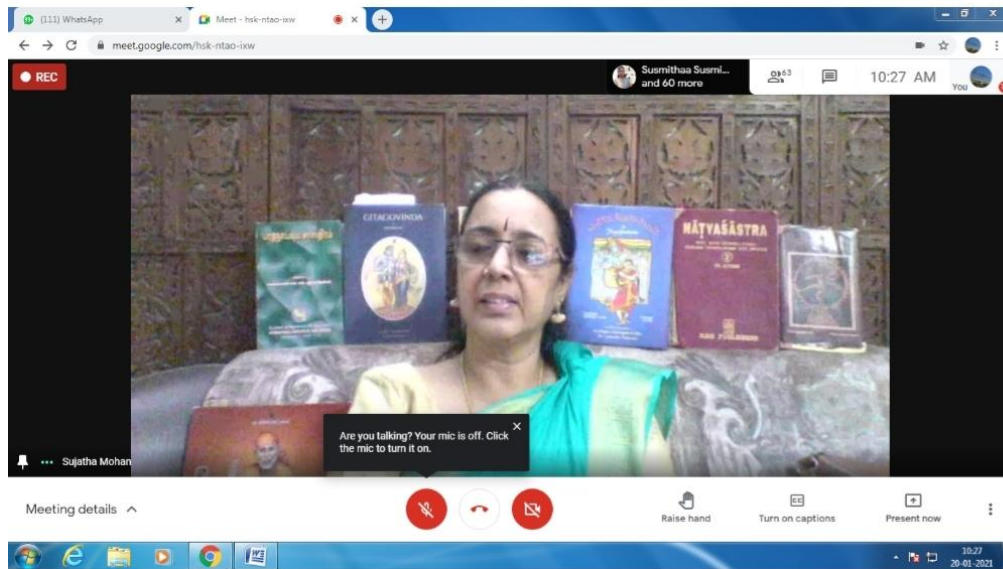 (111) WhatsApp
Meet - hsk-ntao-ixw
meet.google.com/hsk-ntao-ixw
REC
Susmithaa Susmi...
and 60 more
63
10:27 AM
You
GITAGOVINDA
NĀṬYAŚĀSTRA
Are you talking? Your mic is off. Click
the mic to turn it on.
Sujatha Mohan
Meeting details
Raise hand
Turn on captions
Present now
10:27
20-01-2021